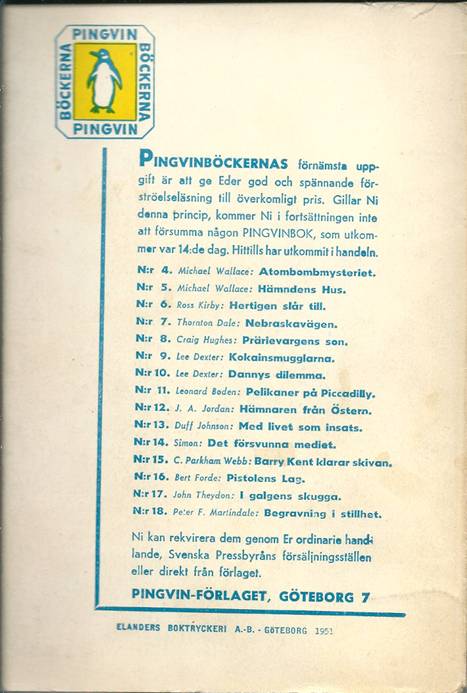 PINGVIN
BÖCKERNA
BÖCKERNA
PINGVIN
PINGVINBÖCKERNAS förnämsta upp-
gift är att ge Eder god och spännande för-
ströelseläsning till överkomligt pris. Gillar Ni
denna princip, kommer Ni i fortsättningen inte
att försumma någon PINGVINBOK, som utkom-
mer var 14:de dag. Hittills har utkommit i handeln.
N:r 4. Michael Wallace: Atombombmysteriet.
N:r 5. Michael Wallace: Hämndens Hus.
N:r 6. Ross Kirby: Hertigen slår till.
N:r 7. Thornton Dale: Nebraskavägen.
N:r 8. Craig Hughes: Prärievargens son.
N:r 9. Lee Dexter: Kokainsmugglarna.
N:r 10. Lee Dexter: Dannys dilemma.
N:r 11. Leonard Boden: Pelikaner på Piccadilly.
N:r 12. J. A. Jordan: Hämnaren från Östern.
N:r 13. Duff Johnson: Med livet som insats.
N:r 14. Simon: Det försvunna mediet.
N:r 15. C. Parkham Webb: Barry Kent klarar skivan.
N:r 16. Bert Forde: Pistolens Lag.
N:r 17. John Theydon: I galgens skugga.
N:r 18. Peter F. Martindale: Begravning i stillhet.
Ni kan rekvirera dem genom Er ordinarie hand-
lande, Svenska Pressbyråns försäljningsställen
eller direkt från förlaget.
PINGVIN-FÖRLAGET, GÖTEBORG 7
ELANDERS BOKTRYCKERI A.-B. - GÖTEBORG 1951